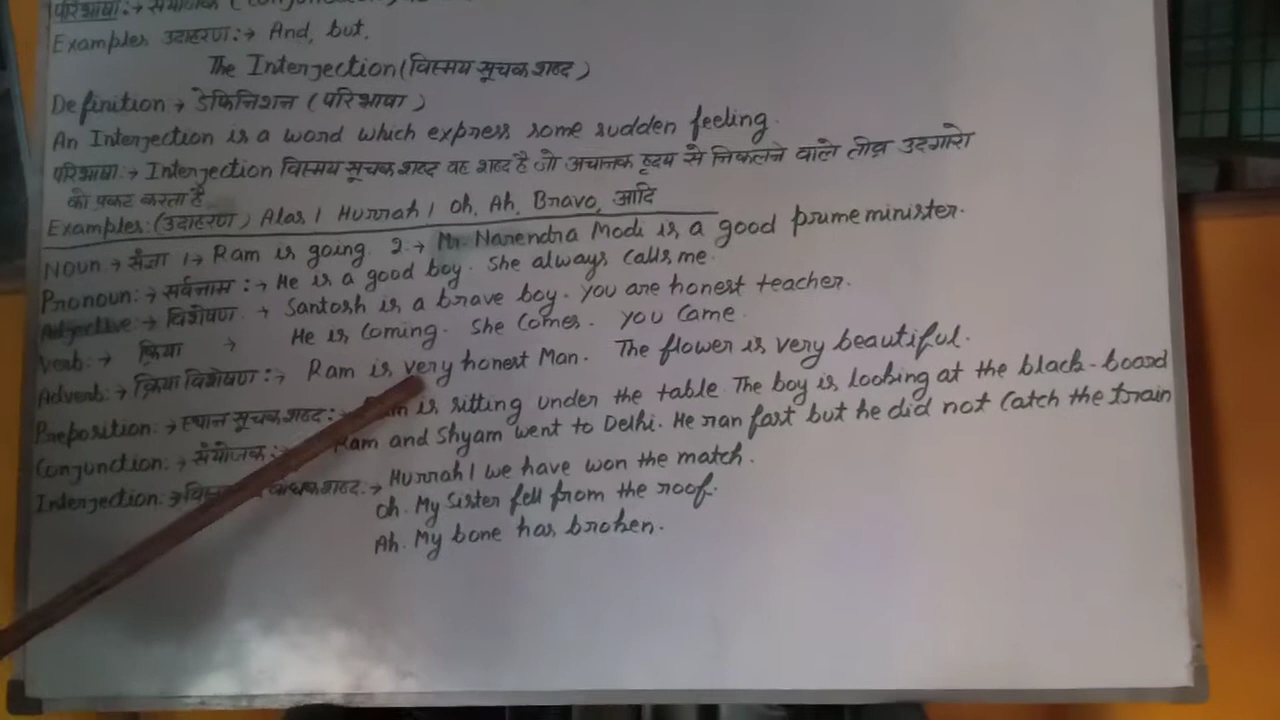 परिभाषा :→ संयोजक
Examples उदाहरण :→ And, but.
The Interjection (विस्मय सूचक शब्द)
Definition → डेफिनिशन (परिभाषा)
An Interjection is a word which express some sudden feeling.
परिभाषा :→ Interjection विस्मय सूचक शब्द वह शब्द है जो अचानक हृदय से निकलने वाले तीव्र उदगारो
को प्रकट करता है
Examples: (उदाहरण) Alas! Hurrah! Oh, Ah, Bravo, आदि
Noun → संज्ञा 1→ Ram is going. 2:→ Mr. Narendra Modi is a good prime minister.
Pronoun :→ सर्वनाम :→ He is a good boy. She always calls me.
Adjective :→ विशेषण → Santosh is a brave boy. You are honest teacher.
Verb :→ क्रिया → He is coming. She comes. You came.
Adverb :→ क्रिया विशेषण :→ Ram is very honest Man. The flower is very beautiful.
Preposition :→ स्थान सूचक शब्द :→ is sitting under the table. The boy is looking at the black-board
Conjunction :→ संयोजक :→ Ram and Shyam went to Delhi. He ran fast but he did not catch the train
Interjection :→ शब्द :→ Hurrah! we have won the match.
Oh. My sister fell from the roof.
Ah. My bone has broken.